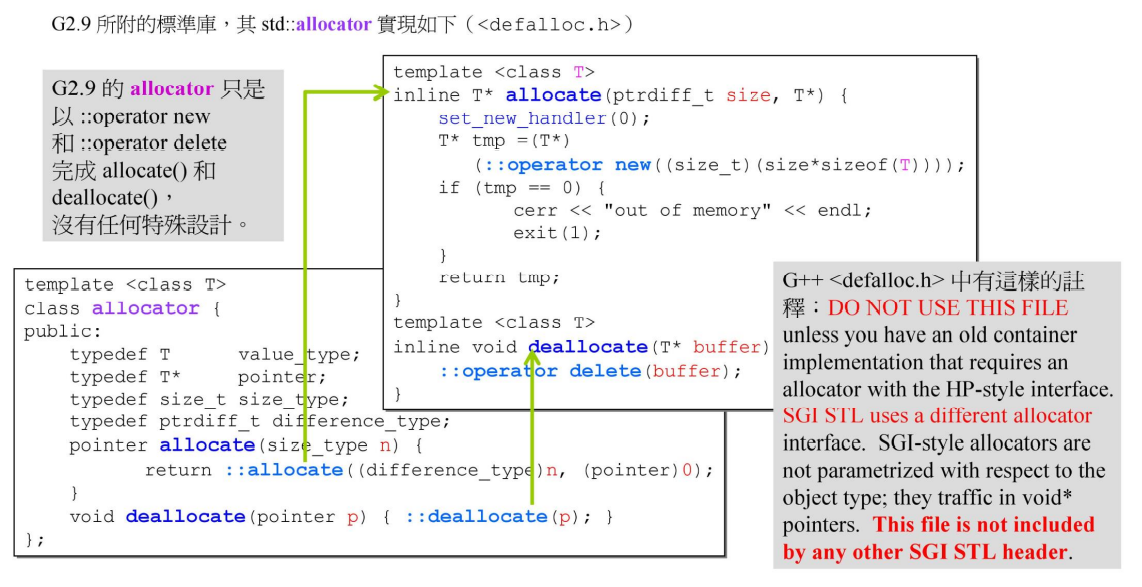 G2.9 所附的標準庫，其 std::allocator 實現如下（<defalloc.h>）
G2.9 的 allocator 只是
以 ::operator new
和 ::operator delete
完成 allocate() 和
deallocate()，
沒有任何特殊設計。
template <class T>
inline T* allocate(ptrdiff_t size, T*) {
set_new_handler(0);
T* tmp =(T*)
(::operator new((size_t)(size*sizeof(T))));
if (tmp == 0) {
cerr << "out of memory" << endl;
exit(1);
}
return tmp;
}
template <class T>
inline void deallocate(T* buffer)
::operator delete(buffer);
}
template <class T>
class allocator {
public:
typedef T value_type;
typedef T* pointer;
typedef size_t size_type;
typedef ptrdiff_t difference_type;
pointer allocate(size_type n) {
return ::allocate((difference_type)n, (pointer)0);
}
void deallocate(pointer p) { ::deallocate(p); }
};
G++ <defalloc.h> 中有這樣的註
釋：DO NOT USE THIS FILE
unless you have an old container
implementation that requires an
allocator with the HP-style interface.
SGI STL uses a different allocator
interface. SGI-style allocators are
not parametrized with respect to the
object type; they traffic in void*
pointers. This file is not included
by any other SGI STL header.